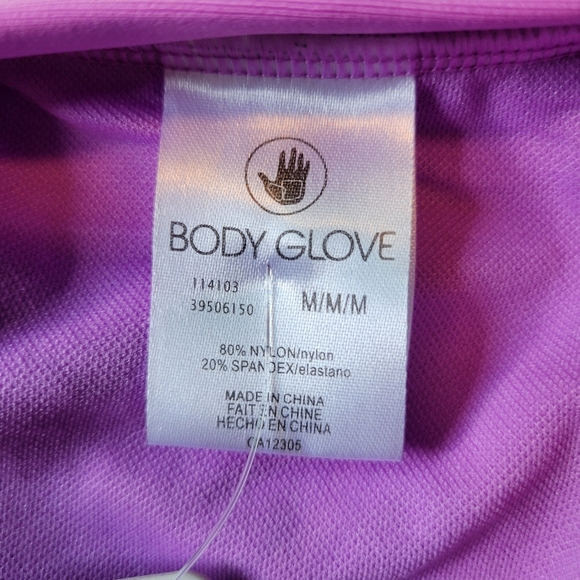 BODY GLOVE
114103
39506150 M/M/M
80% NYLON/nylon
20% SPANDEX/elastano
MADE IN CHINA
FAIT EN CHINE
HECHO EN CHINA
CA12305